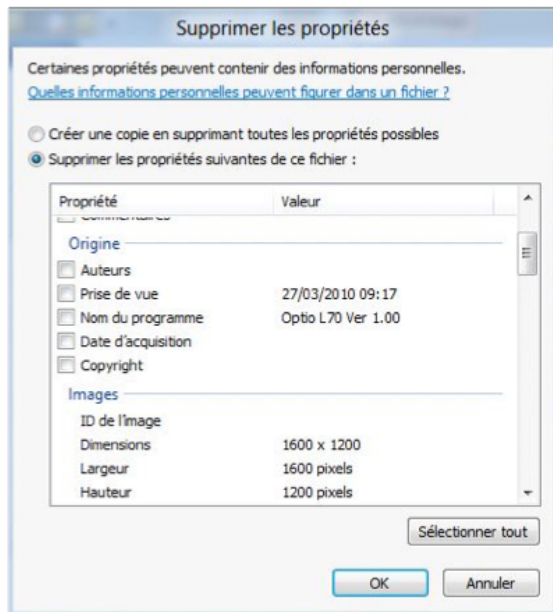 Supprimer les propriétés
Certaines propriétés peuvent contenir des informations personnelles.
Quelles informations personnelles peuvent figurer dans un fichier ?
Créer une copie en supprimant toutes les propriétés possibles
Supprimer les propriétés suivantes de ce fichier :
Propriété Valeur
Commentaires
Origine
Auteurs
Prise de vue 27/03/2010 09:17
Nom du programme Optio L70 Ver 1.00
Date d'acquisition
Copyright
Images
ID de l'image
Dimensions 1600 x 1200
Largeur 1600 pixels
Hauteur 1200 pixels
Sélectionner tout
OK Annuler